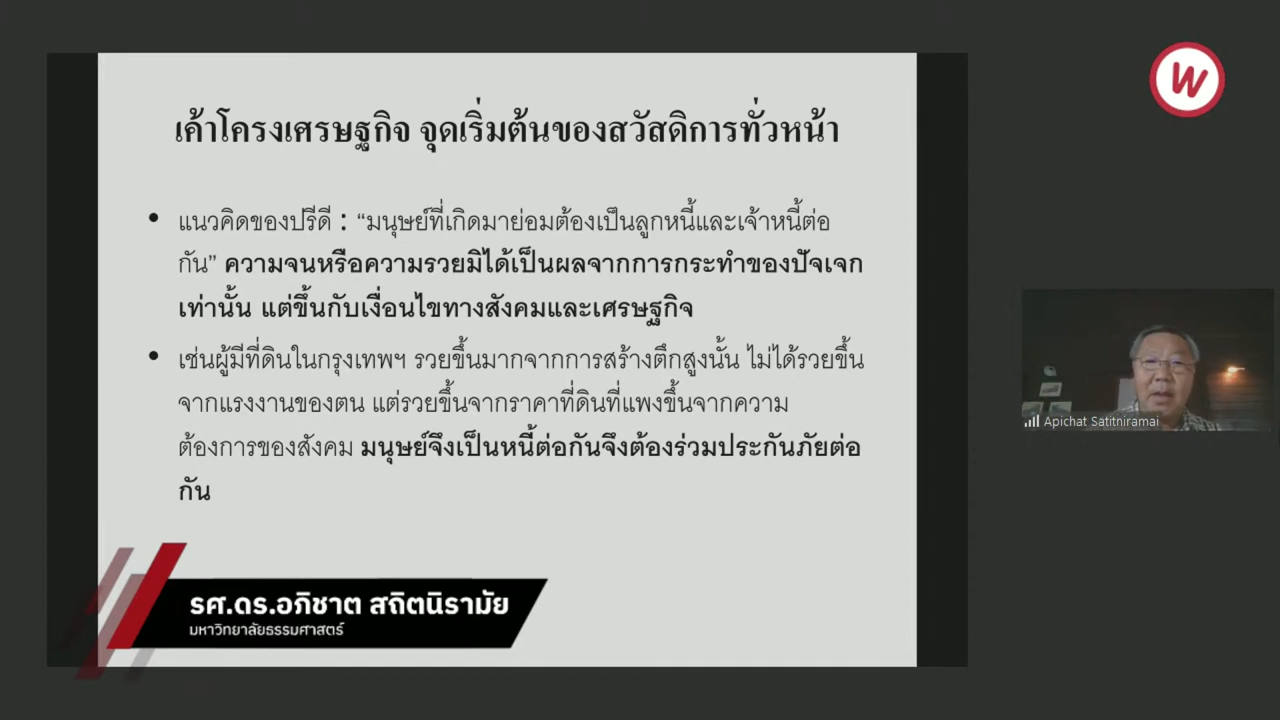 เค้าโครงเศรษฐกิจ จุดเริ่มต้นของสวัสดิการทั่วหน้า
• แนวคิดของปรีดี : “มนุษย์ที่เกิดมาย่อมต้องเป็นลูกหนี้และเจ้าหนี้ต่อ
กัน” ความจนหรือความรวยมิได้เป็นผลจากการกระทำของปัจเจก
เท่านั้น แต่ขึ้นกับเงื่อนไขทางสังคมและเศรษฐกิจ
• เช่นผู้มีที่ดินในกรุงเทพฯ รวยขึ้นมากจากการสร้างตึกสูงนั้น ไม่ได้รวยขึ้น
จากแรงงานของตน แต่รวยขึ้นจากราคาที่ดินที่แพงขึ้นจากความ
ต้องการของสังคม มนุษย์จึงเป็นหนี้ต่อกันจึงต้องร่วมประกันภัยต่อ
กัน
รศ.ดร.อภิชาต สถิตนิรามัย
มหาวิทยาลัยธรรมศาสตร์
W
Apichat Satitniramai